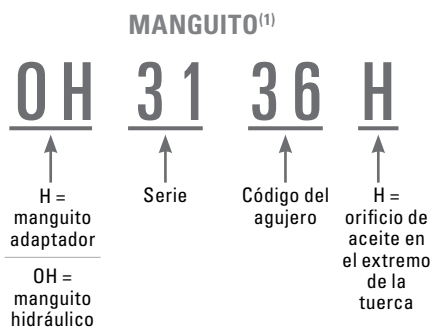 MANGUITO(1)
OH 31 36 H
H =
manguito
adaptador
OH =
manguito
hidráulico
Serie
Código del
agujero
H =
orificio de
aceite en
el extremo
de la
tuerca